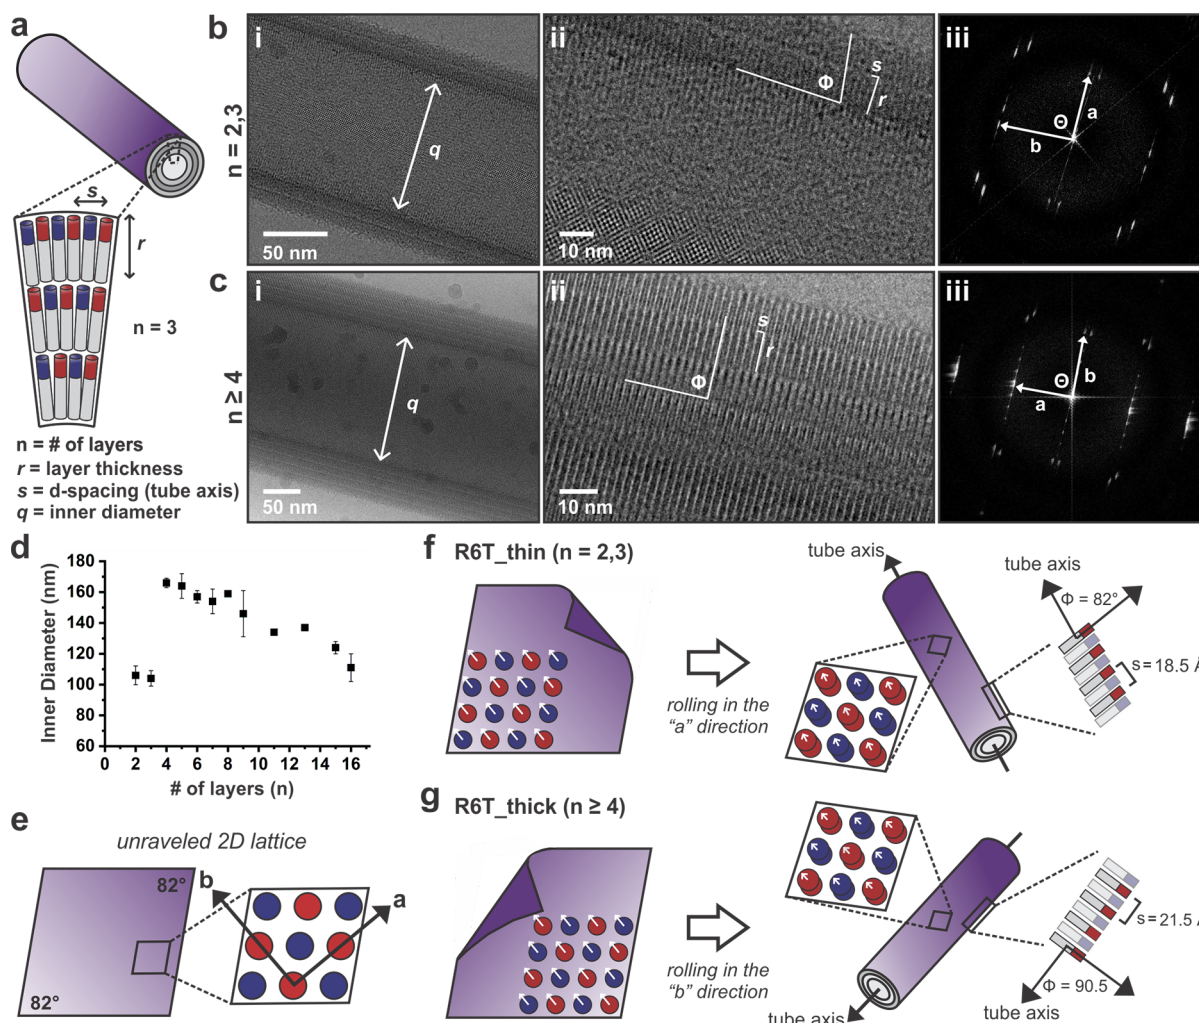 a
s
r
n = 3
n = # of layers
r = layer thickness
s = d-spacing (tube axis)
q = inner diameter
b
n = 2,3
i
q
50 nm
ii
Φ
s
r
10 nm
iii
Θ
a
b
c
n ≥ 4
i
q
50 nm
ii
Φ
s
r
10 nm
iii
Θ
b
a
d
Inner Diameter (nm)
180
160
140
120
100
80
60
0 2 4 6 8 10 12 14 16
# of layers (n)
e
unraveled 2D lattice
82°
82°
b
a
f
R6T_thin (n = 2,3)
rolling in the
"a" direction
tube axis
tube axis
Φ = 82°
s=18.5 Å
g
R6T_thick (n ≥ 4)
rolling in the
"b" direction
tube axis
tube axis
Φ = 90.5
s=21.5 Å